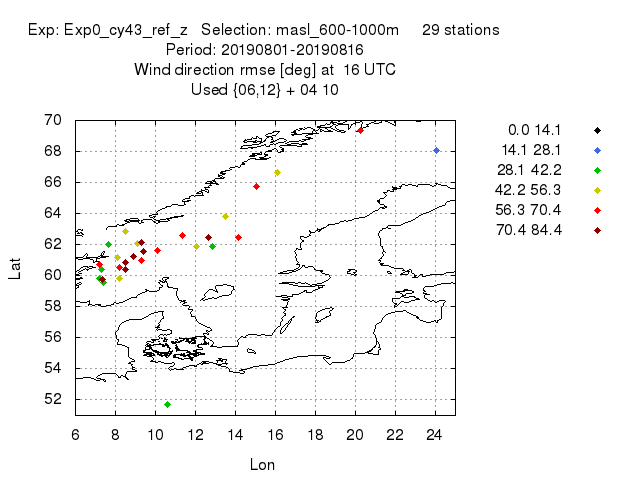 Exp: Exp0_cy43_ref_z   Selection: masl_600-1000m     29 stations
Period: 20190801-20190816
Wind direction rmse [deg] at  16 UTC
Used {06,12} + 04 10
70
68
66
64
62
60
58
56
54
52
Lat
6 8 10 12 14 16 18 20 22 24
Lon
0.0 14.1
14.1 28.1
28.1 42.2
42.2 56.3
56.3 70.4
70.4 84.4